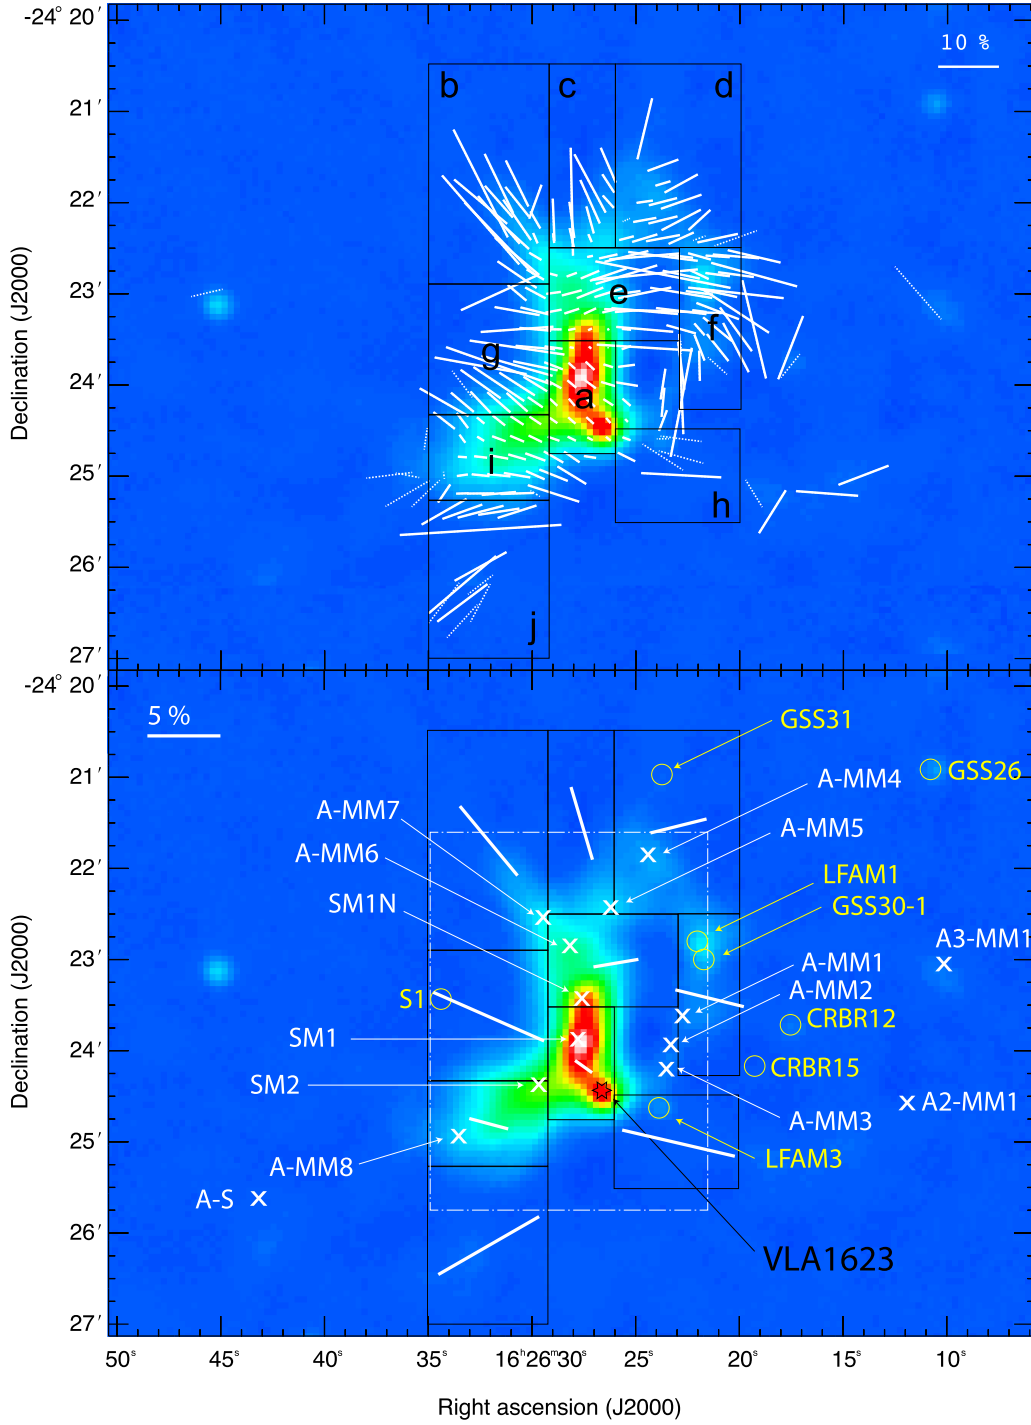 -24° 20′
10 %
b
c
d
21′
22′
23′
e
f
g
24′
a
i
25′
h
26′
j
27′
Declination (J2000)
-24° 20′
5 %
GSS31
GSS26
21′
A-MM4
A-MM7
A-MM5
A-MM6
22′
LFAM1
SM1N
GSS30-1
A3-MM1
23′
A-MM1
A-MM2
S1
CRBR12
SM1
24′
CRBR15
SM2
A2-MM1
A-MM3
25′
LFAM3
A-MM8
A-S
26′
VLA1623
27′
Declination (J2000)
50s 45s 40s 35s 16h26m30s 25s 20s 15s 10s
Right ascension (J2000)